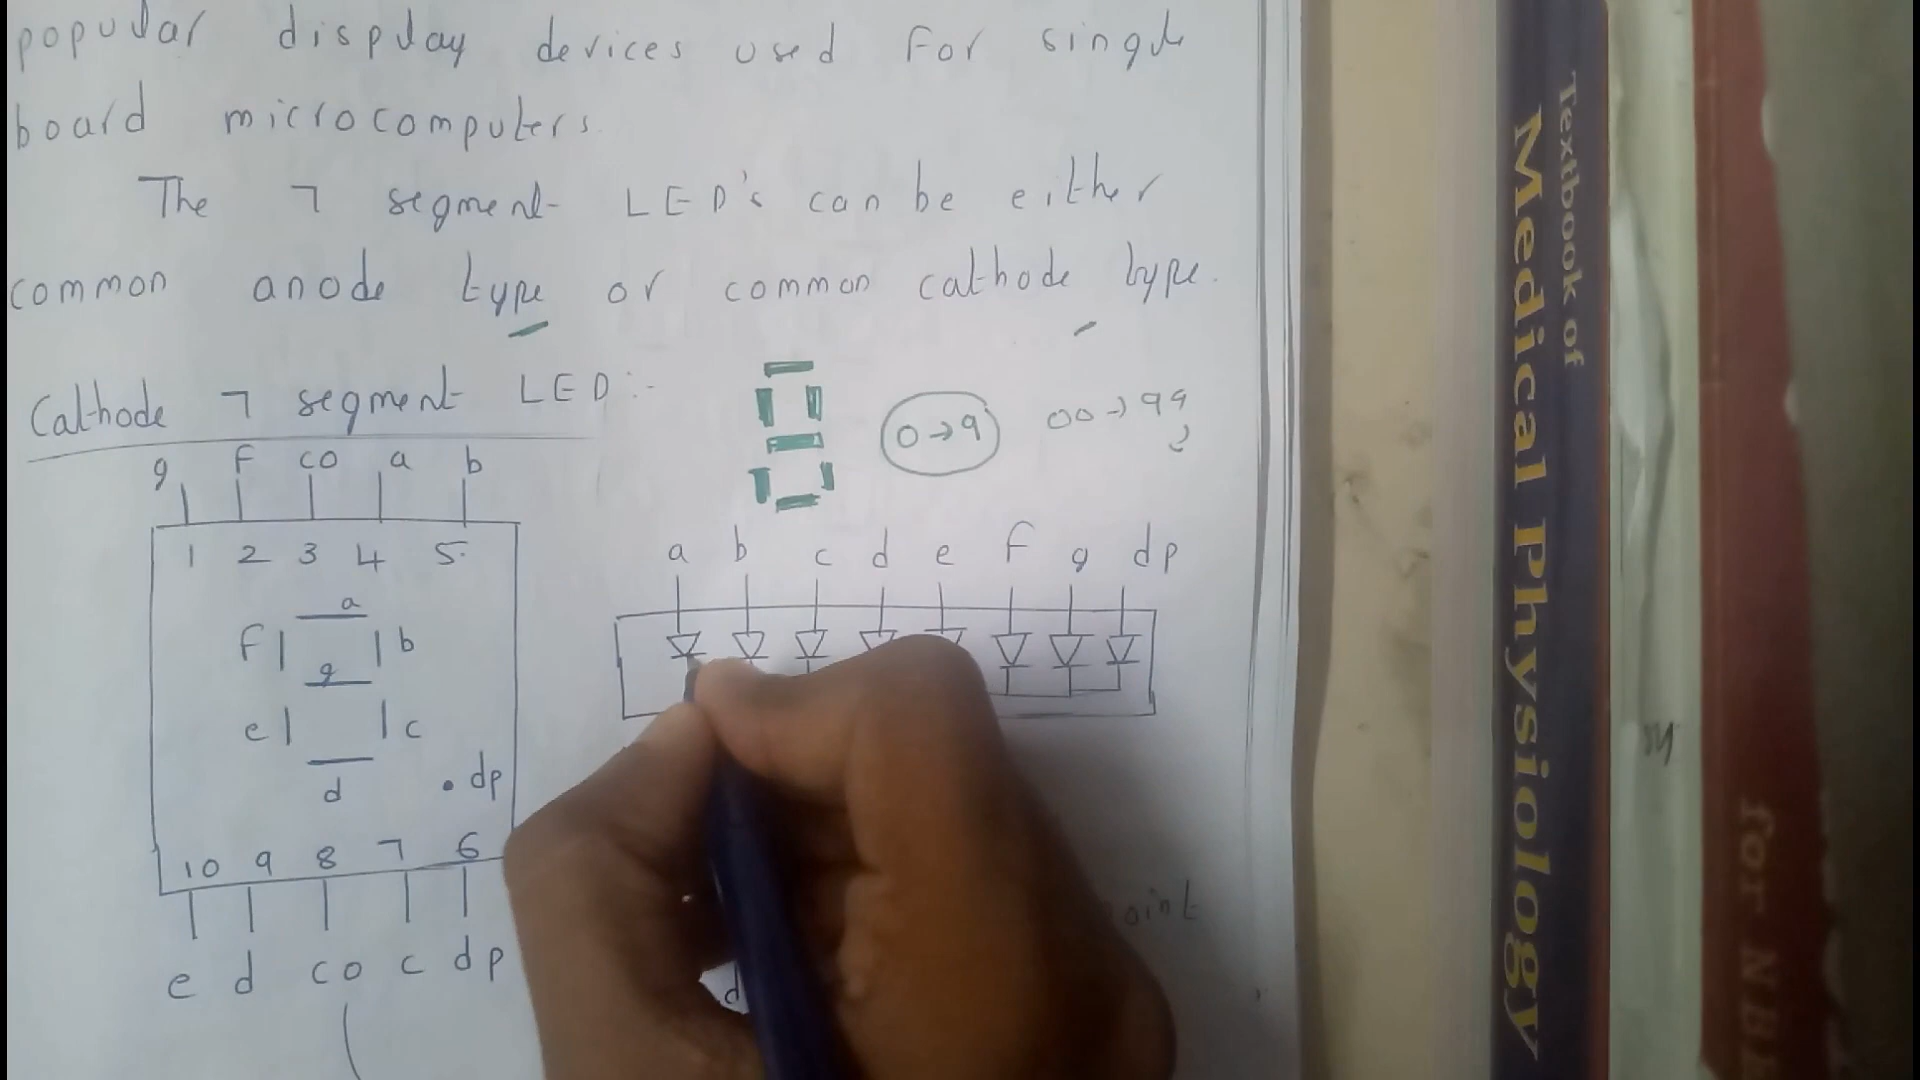 popular display devices used for single
board microcomputers.
The 7 segment LED's can be either
common anode type or common cathode type.
Cathode 7 segment LED:-
0→9
00→99
g f co a b
1 2 3 4 5
a
f b
g
e c
d
. dp
10 9 8 7 6
e d co c dp
a b c d e f g dp
d
Textbook of
Medical Physiology
for NBE